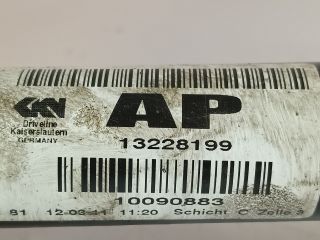 GKN
AP
Driveline
Kaiserslautern
GERMANY
13228199
10090883
81 12-03-11 11:20 Schicht C Zelle 3